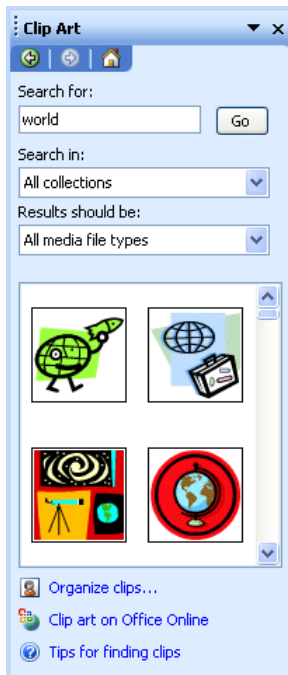 Clip Art
Search for:
world
Go
Search in:
All collections
Results should be:
All media file types
Organize clips...
Clip art on Office Online
Tips for finding clips